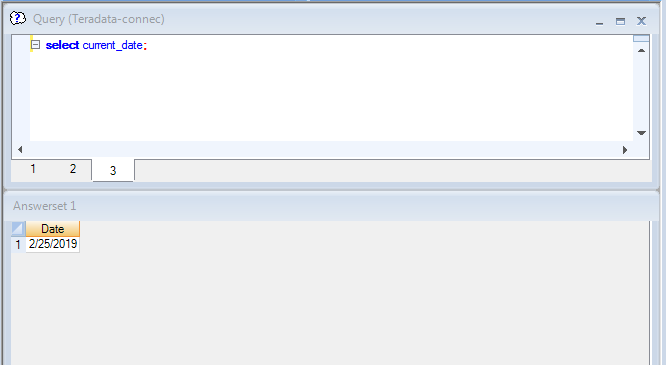 Query (Teradata-connec)
select current_date;
1 2 3
Answerset 1
Date
1 2/25/2019